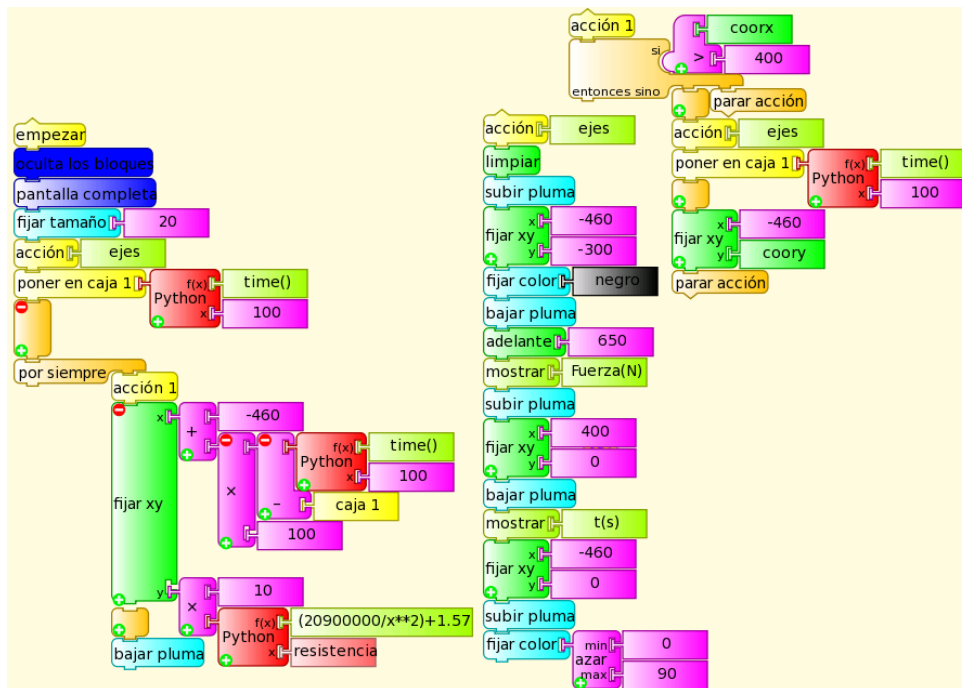 empezar
oculta los bloques
pantalla completa
fijar tamaño 20
acción ejes
poner en caja 1 Python f(x) time()
x 100
por siempre
acción 1
fijar xy x + -460
× − Python f(x) time()
x 100
caja 1
100
y × 10
Python f(x) (20900000/x**2)+1.57
x resistencia
bajar pluma
acción ejes
limpiar
subir pluma
fijar xy x -460
y -300
fijar color negro
bajar pluma
adelante 650
mostrar Fuerza(N)
subir pluma
fijar xy x 400
y 0
bajar pluma
mostrar t(s)
fijar xy x -460
y 0
subir pluma
fijar color azar min 0
max 90
acción 1
si coorx
> 400
entonces sino
parar acción
acción ejes
poner en caja 1 Python f(x) time()
x 100
fijar xy x -460
y coory
parar acción